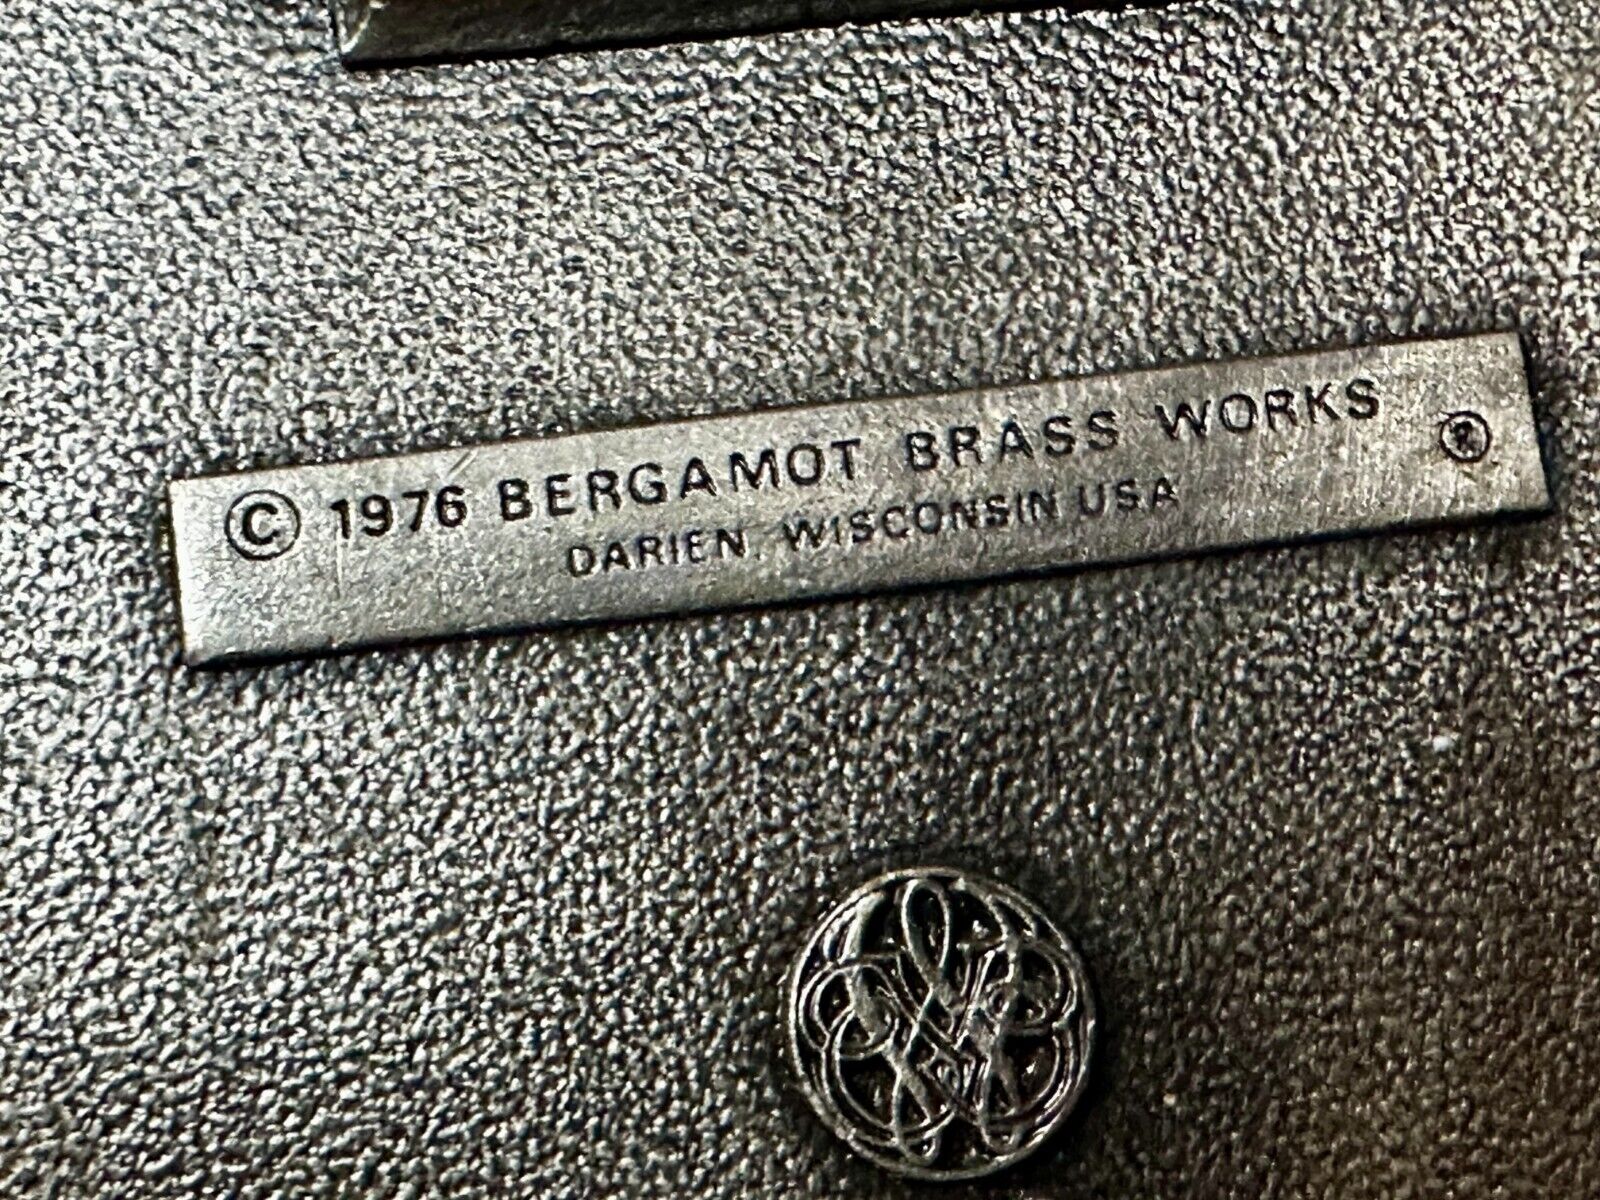 © 1976 BERGAMOT BRASS WORKS
DARIEN, WISCONSIN USA